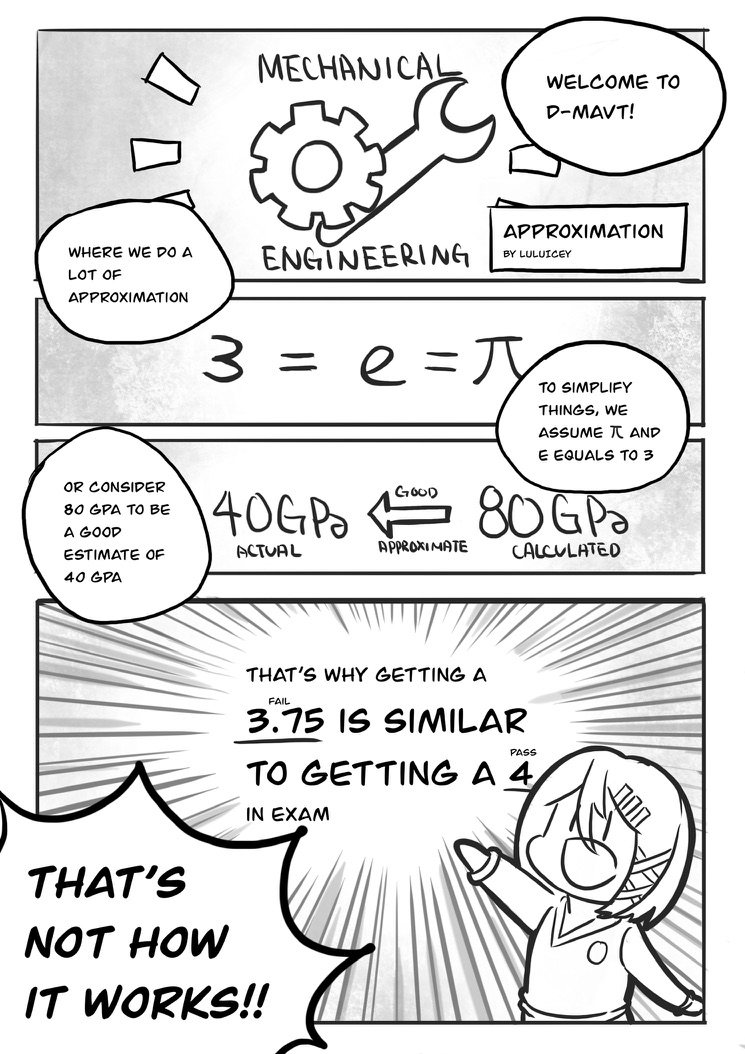 MECHANICAL
ENGINEERING
WELCOME TO
D-MAVT!
APPROXIMATION
BY LULUICEY
WHERE WE DO A
LOT OF
APPROXIMATION
3 = e = π
TO SIMPLIFY
THINGS, WE
ASSUME π AND
E EQUALS TO 3
OR CONSIDER
80 GPA TO BE
A GOOD
ESTIMATE OF
40 GPA
40GPa
ACTUAL
GOOD
APPROXIMATE
80GPa
CALCULATED
THAT'S WHY GETTING A
FAIL
3.75 IS SIMILAR
PASS
TO GETTING A 4
IN EXAM
THAT'S
NOT HOW
IT WORKS!!